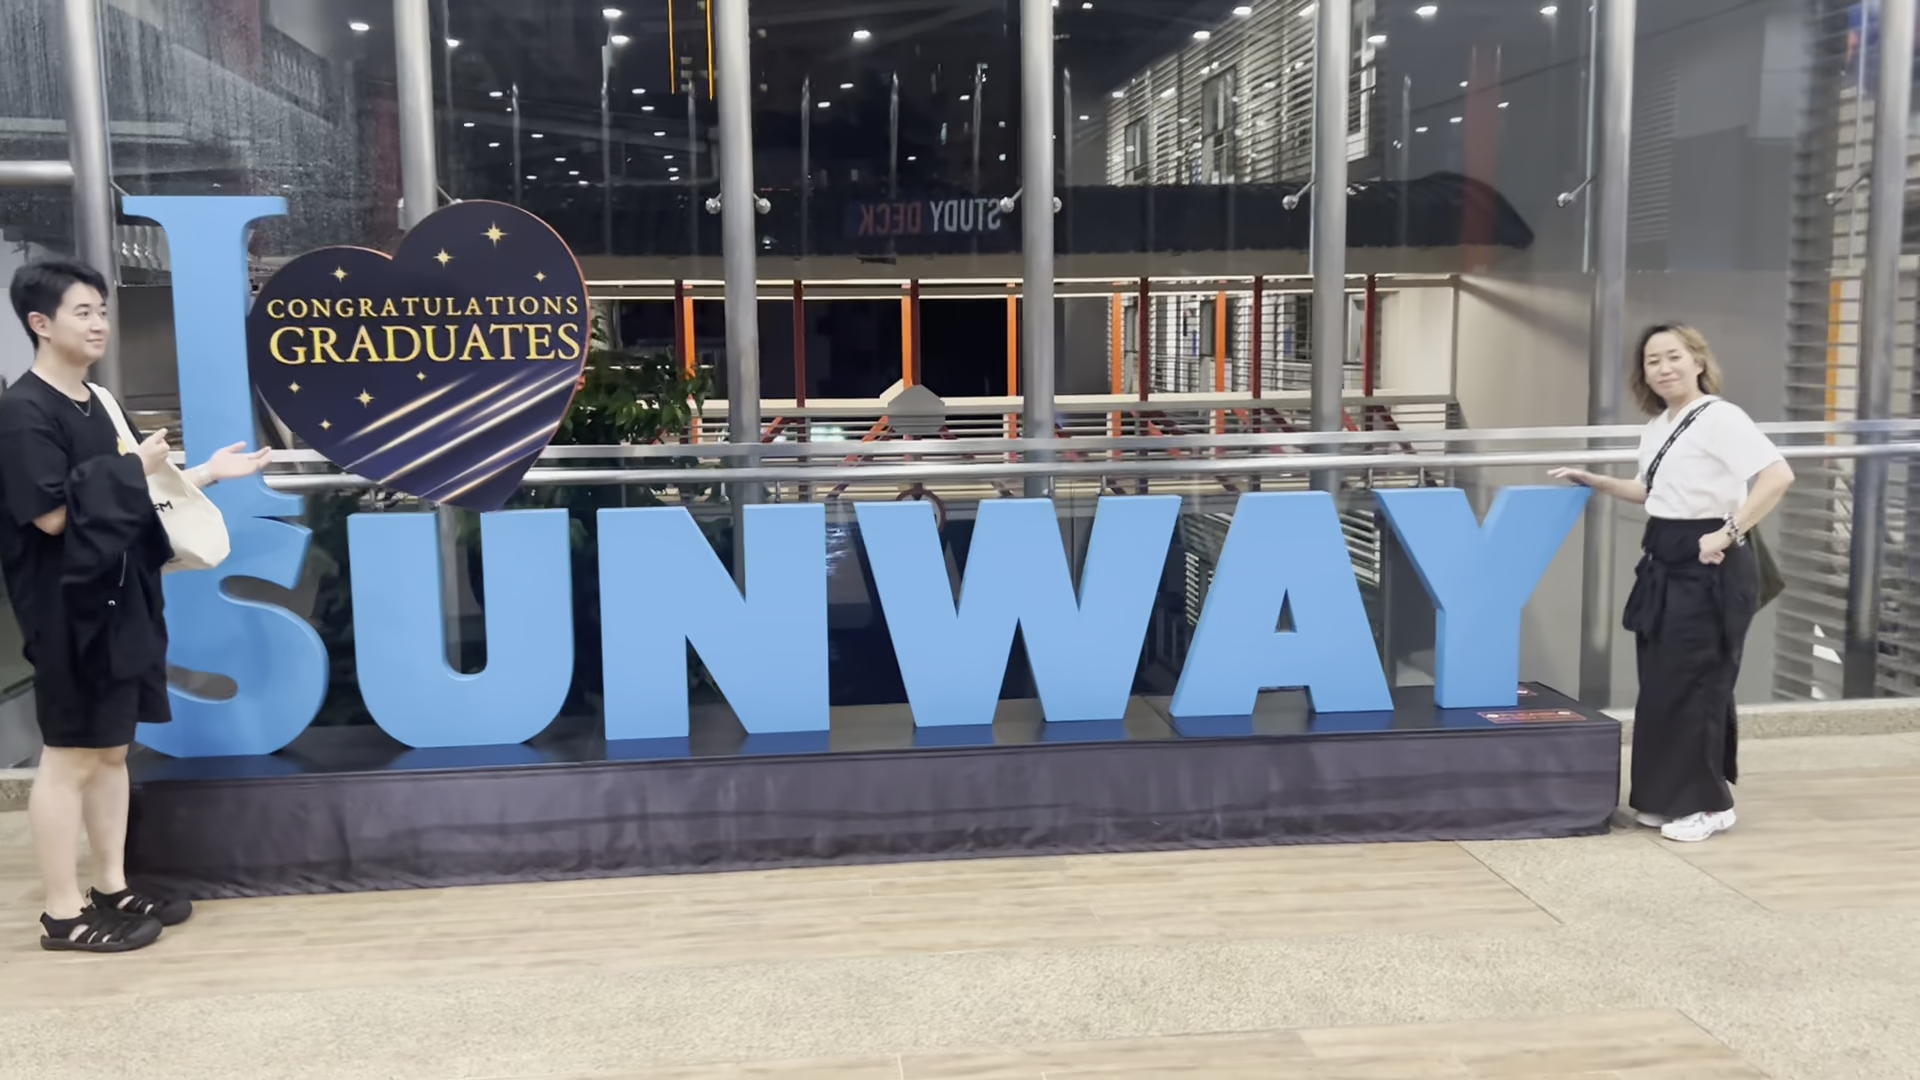 I
CONGRATULATIONS
GRADUATES
SUNWAY
STUDY DECK